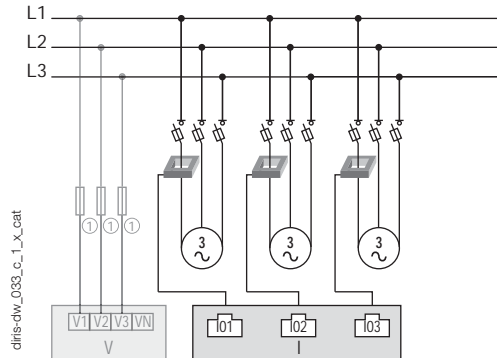 L1
L2
L3
1 1 1
3 3 3
~ ~ ~
diris-dw_033_c_1_x_cat
V1 V2 V3 VN
V
I01 I02 I03
I